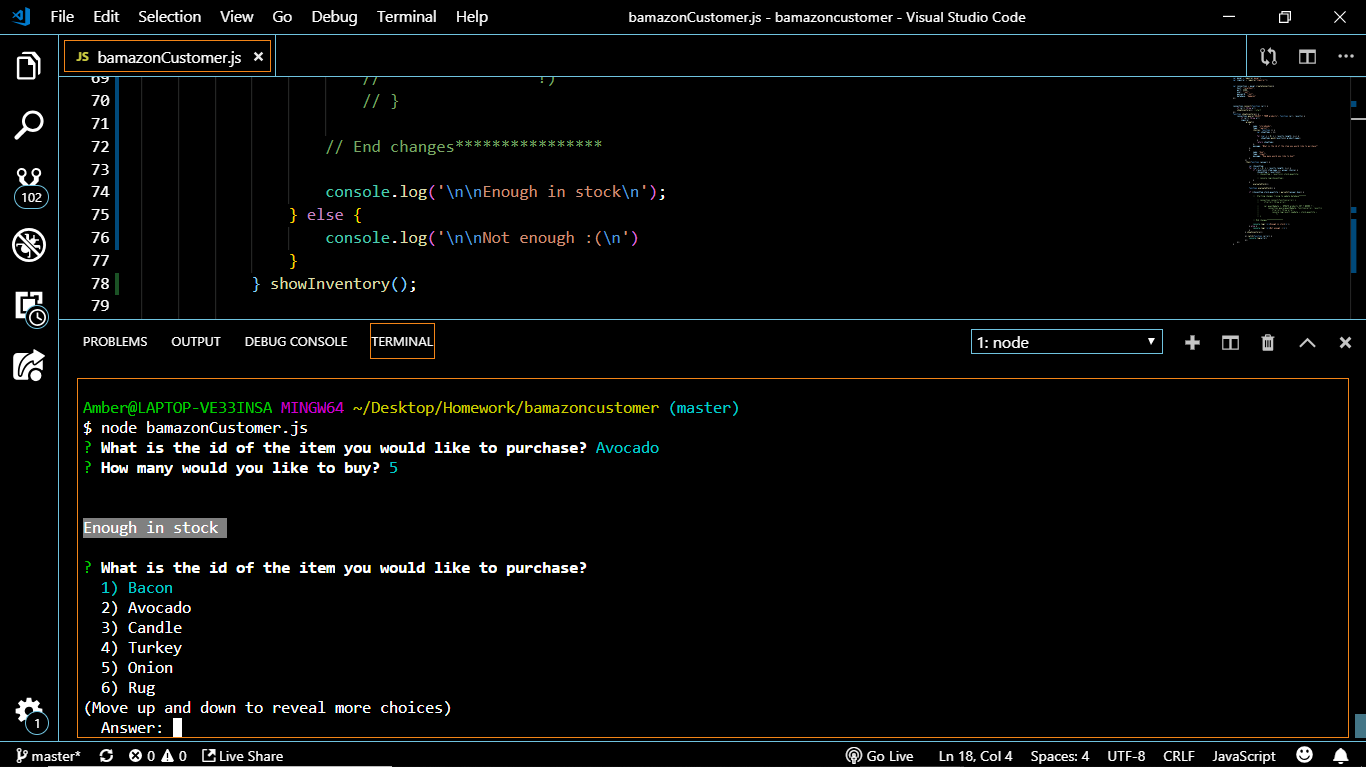 File Edit Selection View Go Debug Terminal Help bamazonCustomer.js - bamazoncustomer - Visual Studio Code
JS bamazonCustomer.js ×
69 // !)
70 // }
71
72 // End changes****************
73
74 console.log('\n\nEnough in stock\n');
75 } else {
76 console.log('\n\nNot enough :(\n')
77 }
78 } showInventory();
79
102
PROBLEMS OUTPUT DEBUG CONSOLE TERMINAL 1: node
Amber@LAPTOP-VE33INSA MINGW64 ~/Desktop/Homework/bamazoncustomer (master)
$ node bamazonCustomer.js
? What is the id of the item you would like to purchase? Avocado
? How many would you like to buy? 5
Enough in stock
? What is the id of the item you would like to purchase?
1) Bacon
2) Avocado
3) Candle
4) Turkey
5) Onion
6) Rug
(Move up and down to reveal more choices)
Answer:
1
master* 0 0 Live Share Go Live Ln 18, Col 4 Spaces: 4 UTF-8 CRLF JavaScript